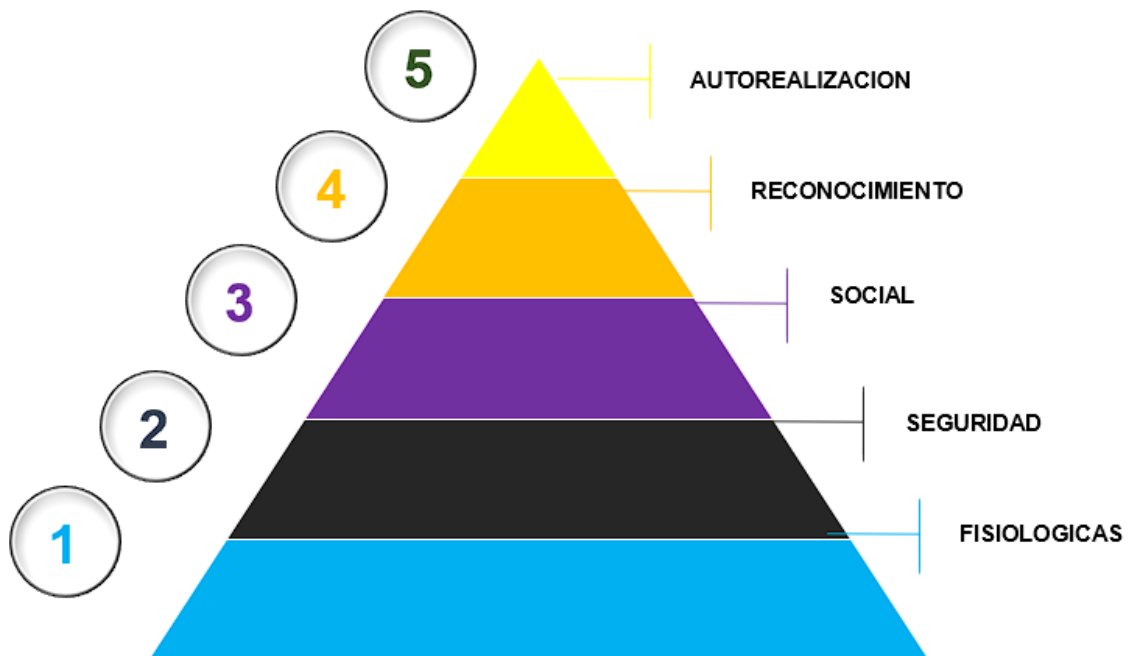 5
AUTOREALIZACION
4
RECONOCIMIENTO
3
SOCIAL
2
SEGURIDAD
1
FISIOLOGICAS